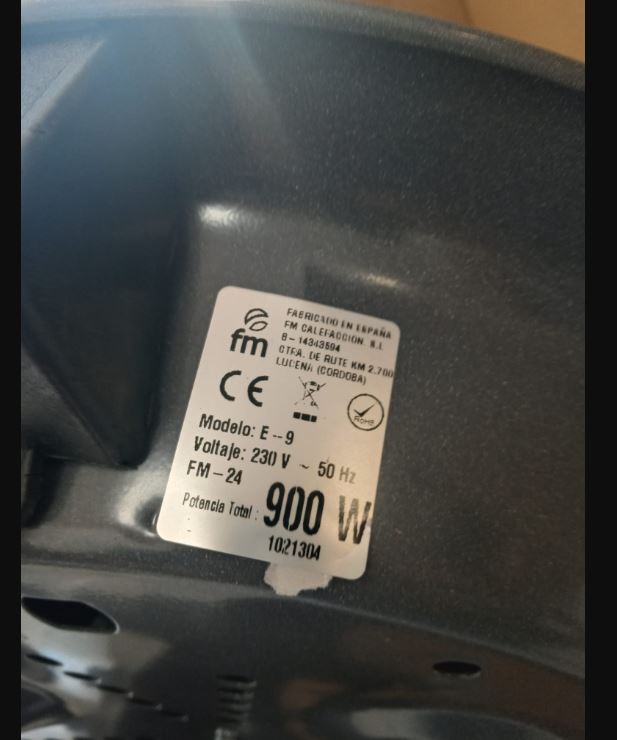 fm
FABRICADO EN ESPAÑA
FM CALEFACCION, S.L
B-14343594
CTRA. DE RUTE KM 2.700
LUCENA (CORDOBA)
CE
RoHS
Modelo: E-9
Voltaje: 230 V ~ 50 Hz
FM-24
Potencia Total: 900 W
1021304